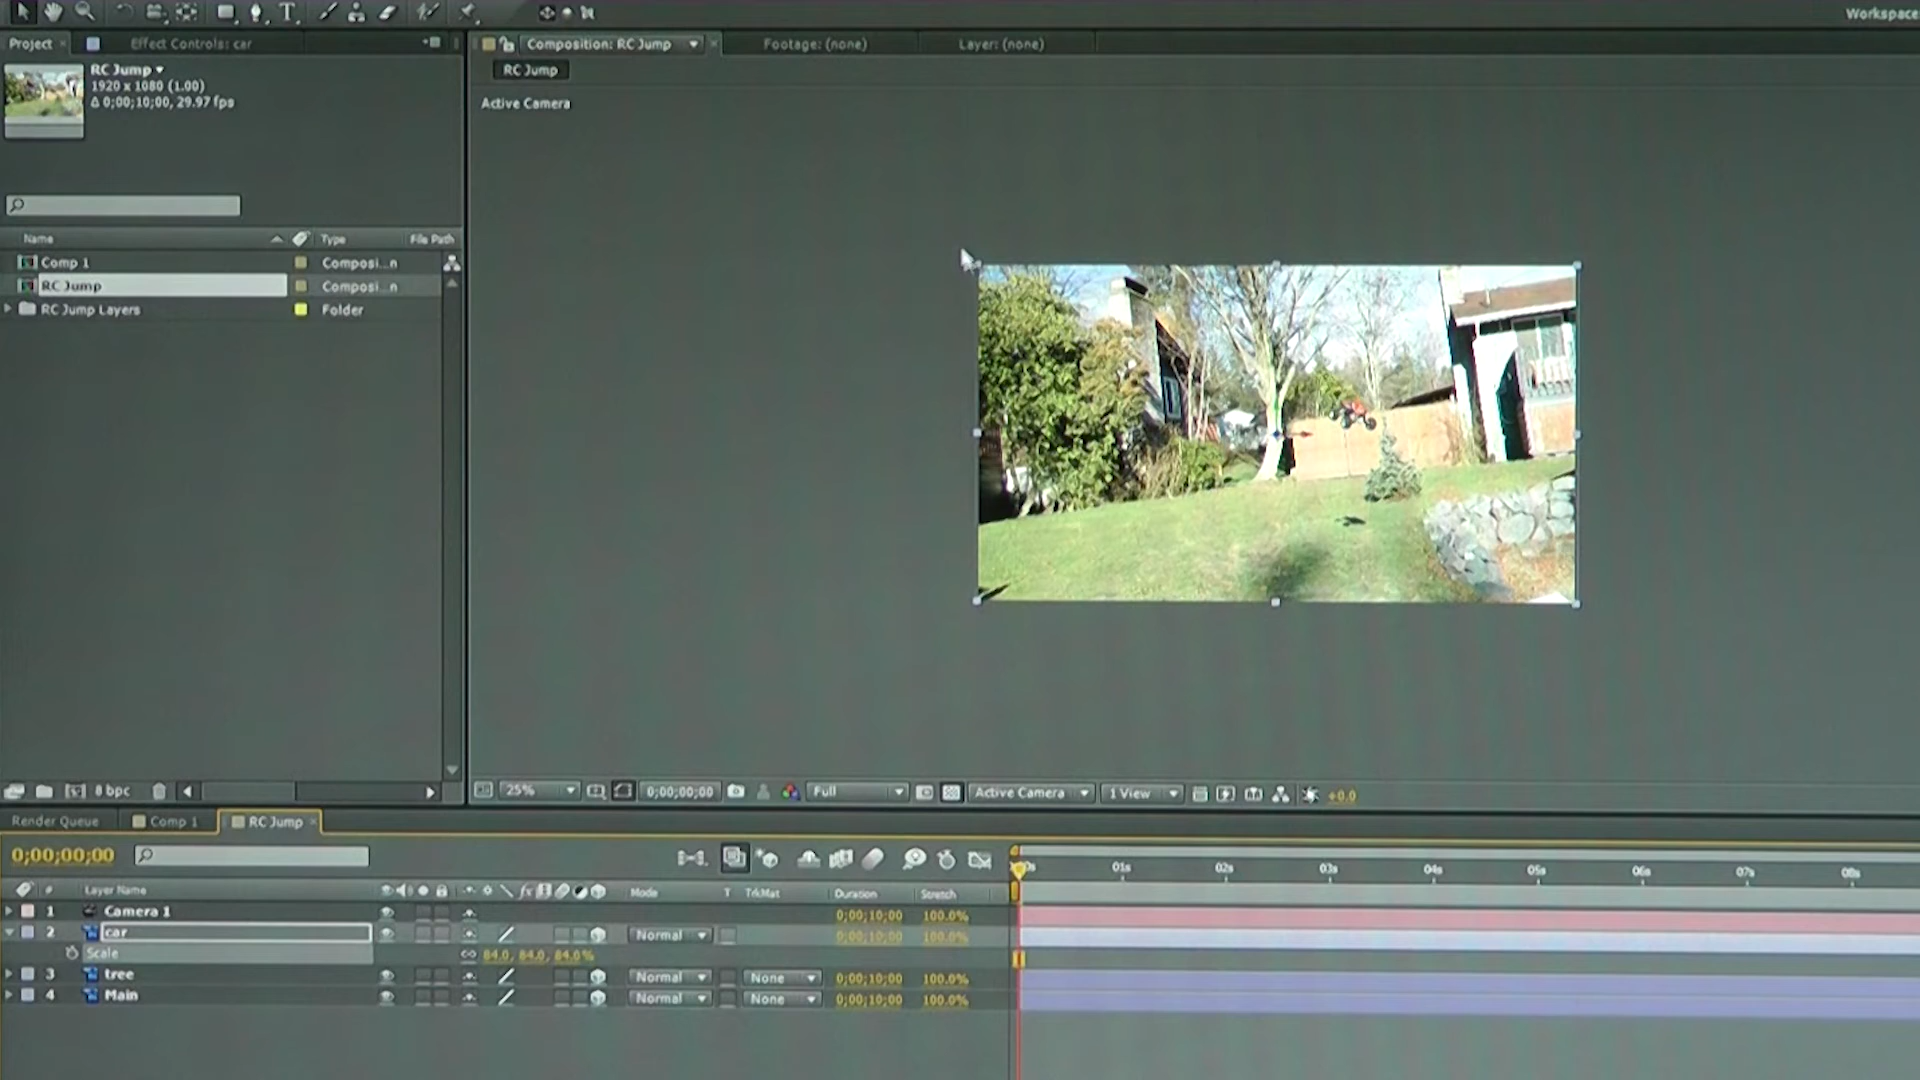 T
Workspace
Project × Effect Controls: car
Composition: RC Jump
Footage: (none)
Layer: (none)
RC Jump
1920 x 1080 (1.00)
Δ 0;00;10;00, 29.97 fps
RC Jump
Active Camera
Name Type File Path
Comp 1 Composi...n
RC Jump Composi...n
RC Jump Layers Folder
8 bpc
25% 0;00;00;00 Full Active Camera 1 View +0.0
Render Queue Comp 1 RC Jump ×
0;00;00;00
01s 02s 03s 04s 05s 06s 07s 08s
# Layer Name fx Mode T TrkMat Duration Stretch
1 Camera 1 0;00;10;00 100.0%
2 car Normal 0;00;10;00 100.0%
Scale 84.0, 84.0, 84.0%
3 tree Normal None 0;00;10;00 100.0%
4 Main Normal None 0;00;10;00 100.0%